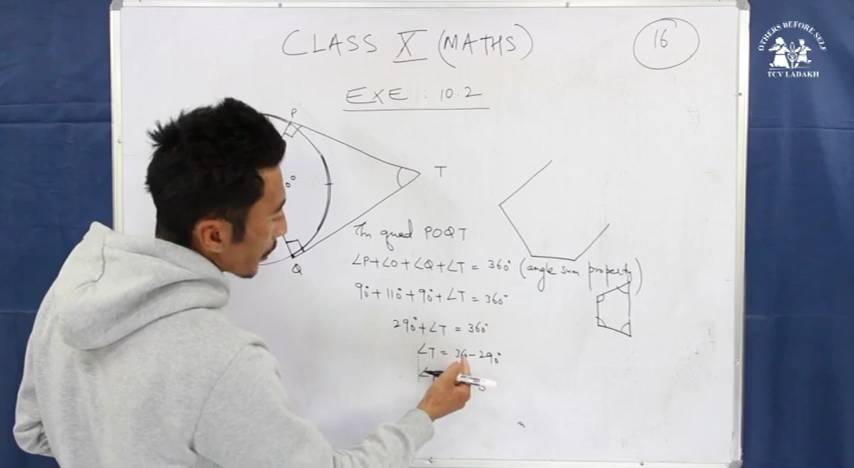 CLASS X (MATHS)
16
OTHERS BEFORE SELF
TCV LADAKH
EXE : 10.2
P
T
Q
In quad POQT
∠P+∠O+∠Q+∠T = 360° (angle sum property)
90°+110°+90°+∠T = 360°
290°+∠T = 360°
∠T = 360-290°